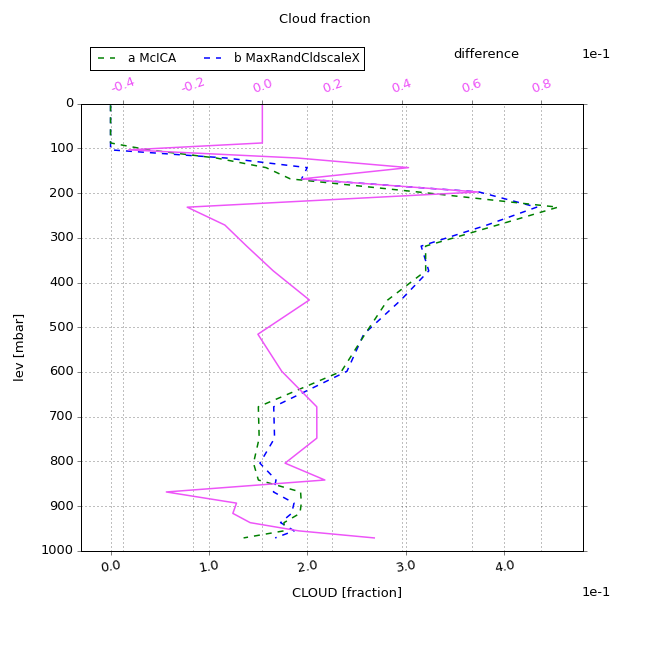 Cloud fraction
a McICA b MaxRandCldscaleX difference 1e-1
-0.4 -0.2 0.0 0.2 0.4 0.6 0.8
0
100
200
300
400
500
600
700
800
900
1000
lev [mbar]
0.0 1.0 2.0 3.0 4.0
CLOUD [fraction] 1e-1